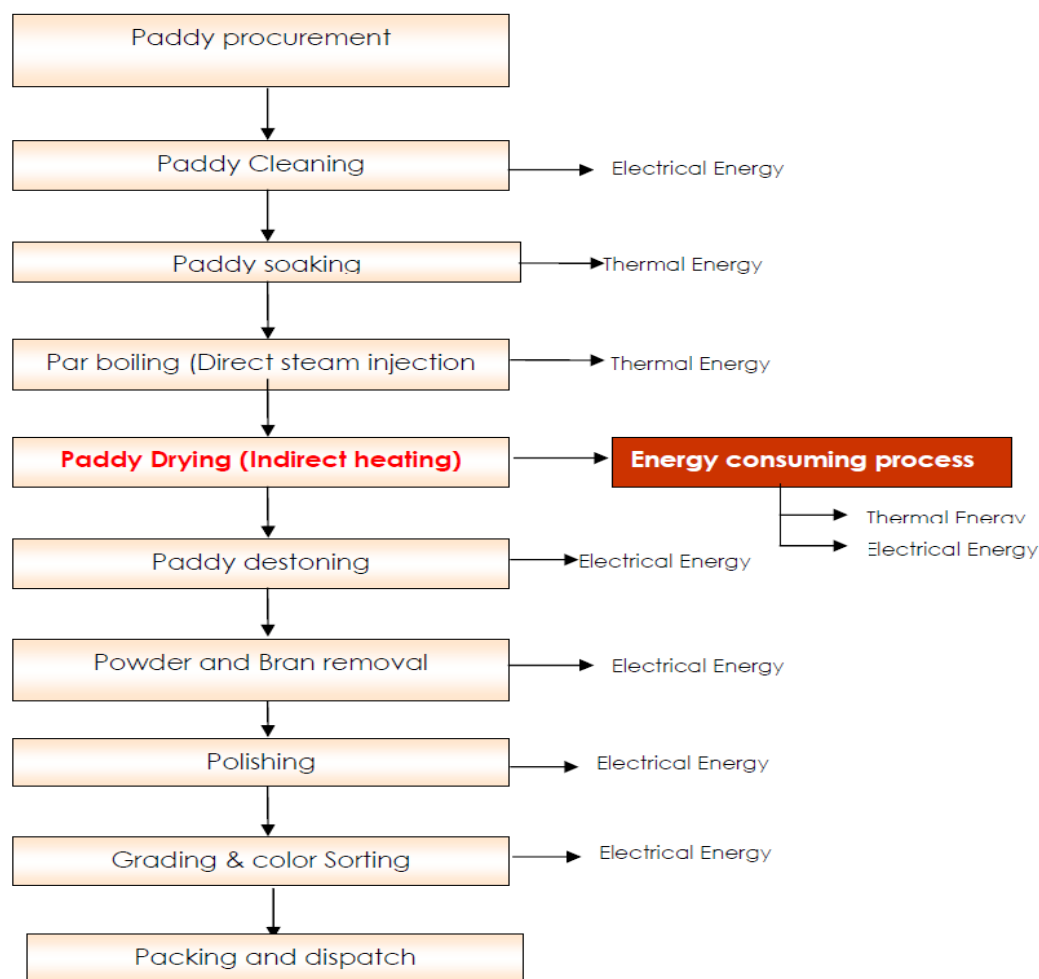 Paddy procurement
Paddy Cleaning
Electrical Energy
Paddy soaking
Thermal Energy
Par boiling (Direct steam injection
Thermal Energy
Paddy Drying (Indirect heating)
Energy consuming process
Thermal Energy
Electrical Energy
Paddy destoning
Electrical Energy
Powder and Bran removal
Electrical Energy
Polishing
Electrical Energy
Grading & color Sorting
Electrical Energy
Packing and dispatch